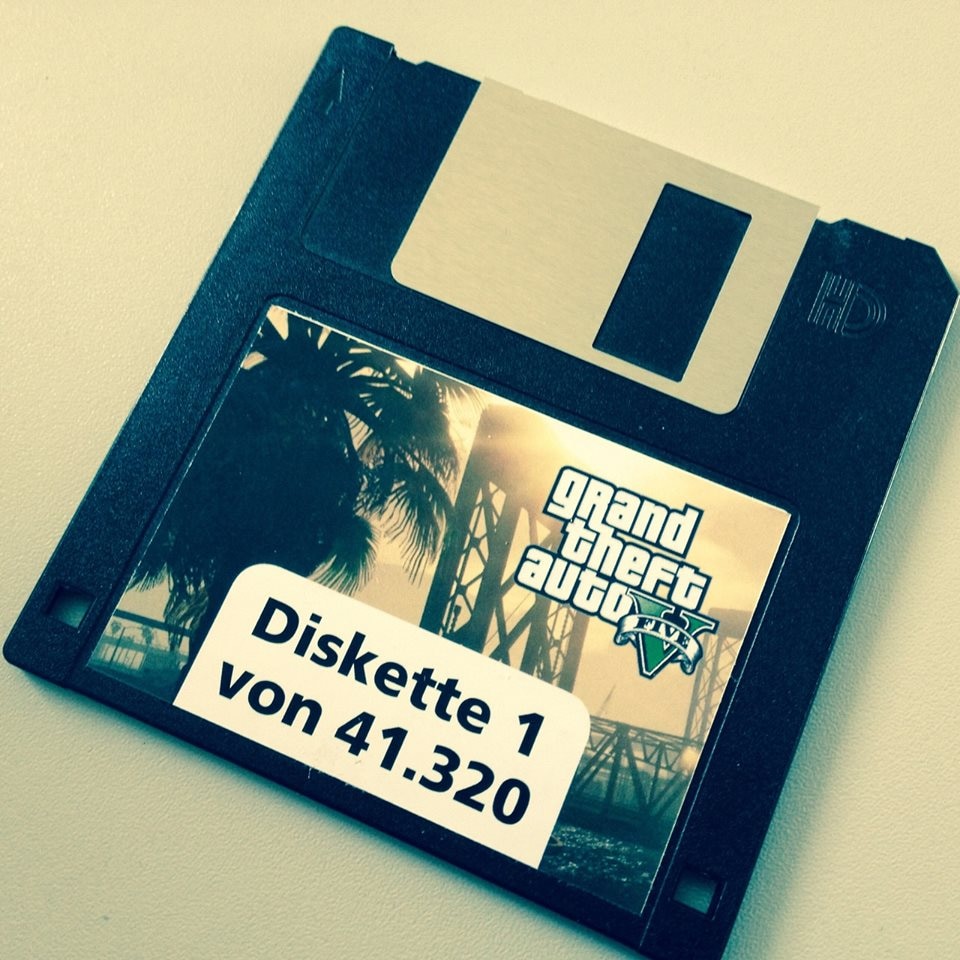 HD
grand
theft
auto V
FIVE
Diskette 1
von 41.320